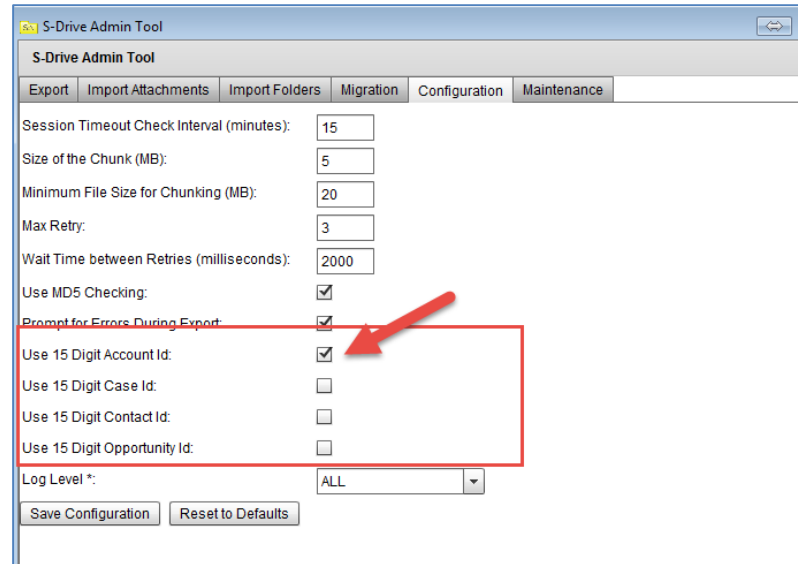 S-Drive Admin Tool
S-Drive Admin Tool
Export Import Attachments Import Folders Migration Configuration Maintenance
Session Timeout Check Interval (minutes): 15
Size of the Chunk (MB): 5
Minimum File Size for Chunking (MB): 20
Max Retry: 3
Wait Time between Retries (milliseconds): 2000
Use MD5 Checking:
Prompt for Errors During Export:
Use 15 Digit Account Id:
Use 15 Digit Case Id:
Use 15 Digit Contact Id:
Use 15 Digit Opportunity Id:
Log Level *: ALL
Save Configuration Reset to Defaults